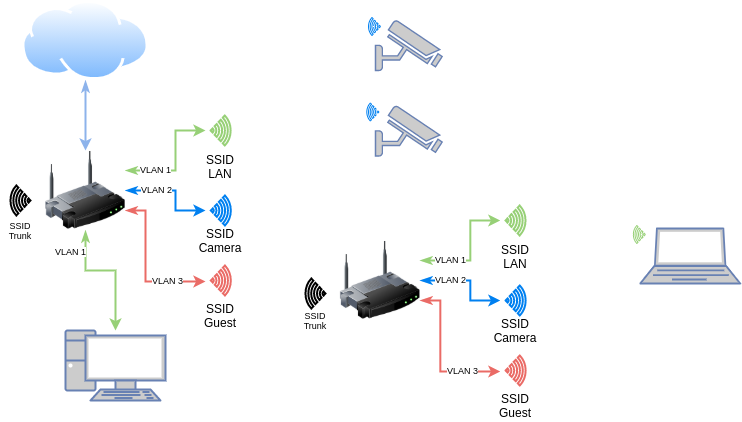 VLAN 1
SSID
LAN
VLAN 2
SSID
Camera
SSID
Trunk
VLAN 1
VLAN 3
SSID
Guest
VLAN 1
SSID
LAN
VLAN 2
SSID
Trunk
SSID
Camera
VLAN 3
SSID
Guest